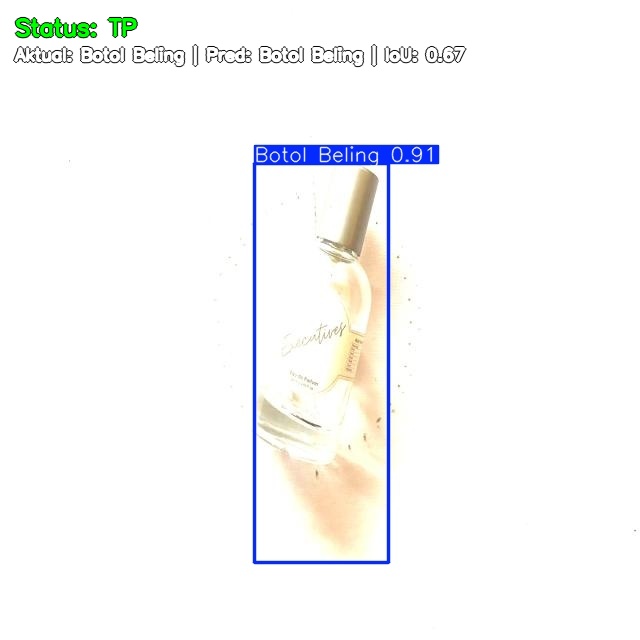 Status: TP
Aktual: Botol Beling | Pred: Botol Beling | IoU: 0.67
Botol Beling 0.91
Executives
Eau de Parfum